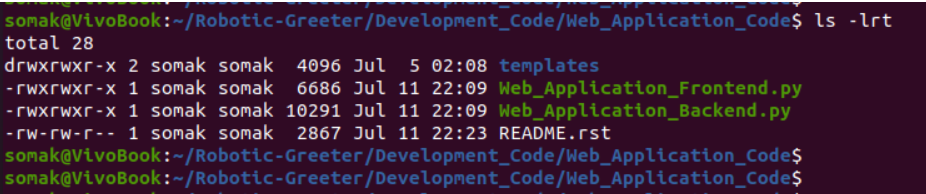 somak@VivoBook:~/Robotic-Greeter/Development_Code/Web_Application_Code$ ls -lrt
total 28
drwxrwxr-x 2 somak somak  4096 Jul  5 02:08 templates
-rwxrwxr-x 1 somak somak  6686 Jul 11 22:09 Web_Application_Frontend.py
-rwxrwxr-x 1 somak somak 10291 Jul 11 22:09 Web_Application_Backend.py
-rw-rw-r-- 1 somak somak  2867 Jul 11 22:23 README.rst
somak@VivoBook:~/Robotic-Greeter/Development_Code/Web_Application_Code$
somak@VivoBook:~/Robotic-Greeter/Development_Code/Web_Application_Code$